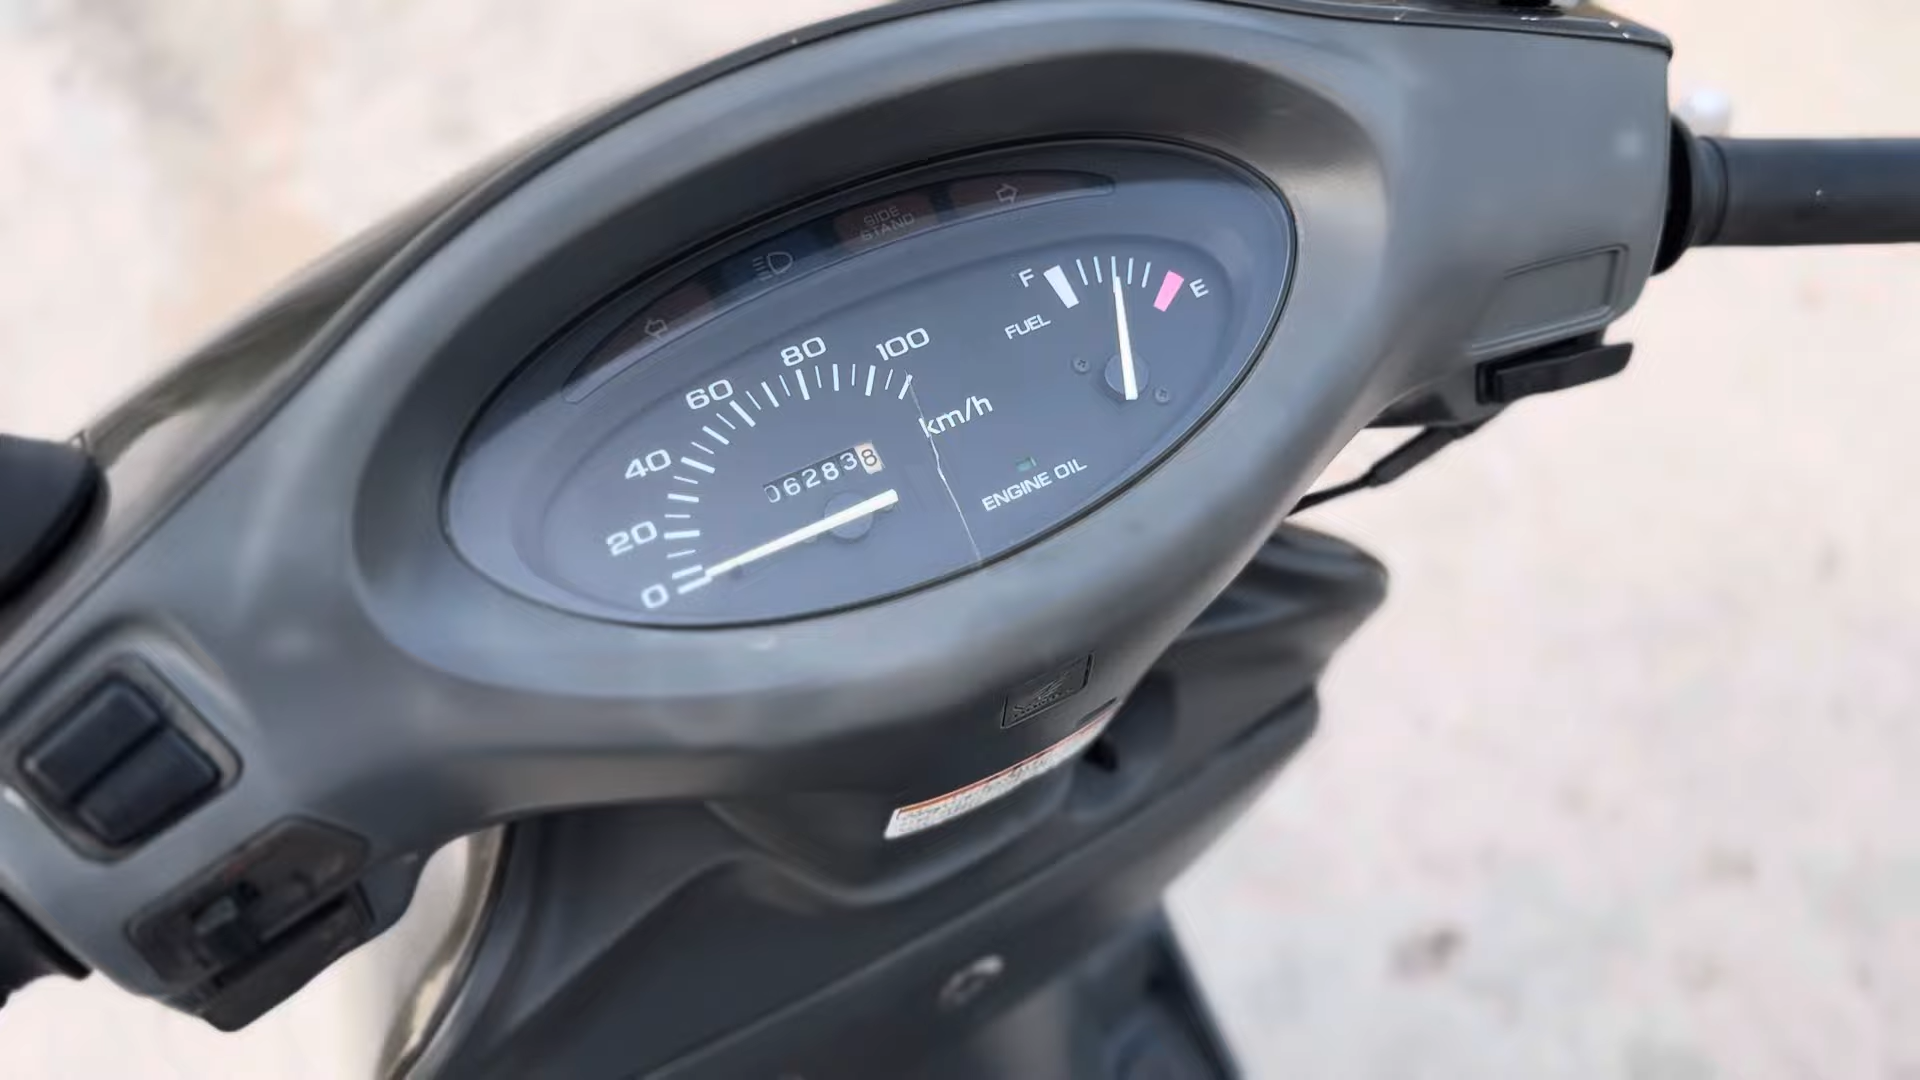 SIDE
STAND
F
E
FUEL
100
80
60
40
20
0
km/h
062838
ENGINE OIL